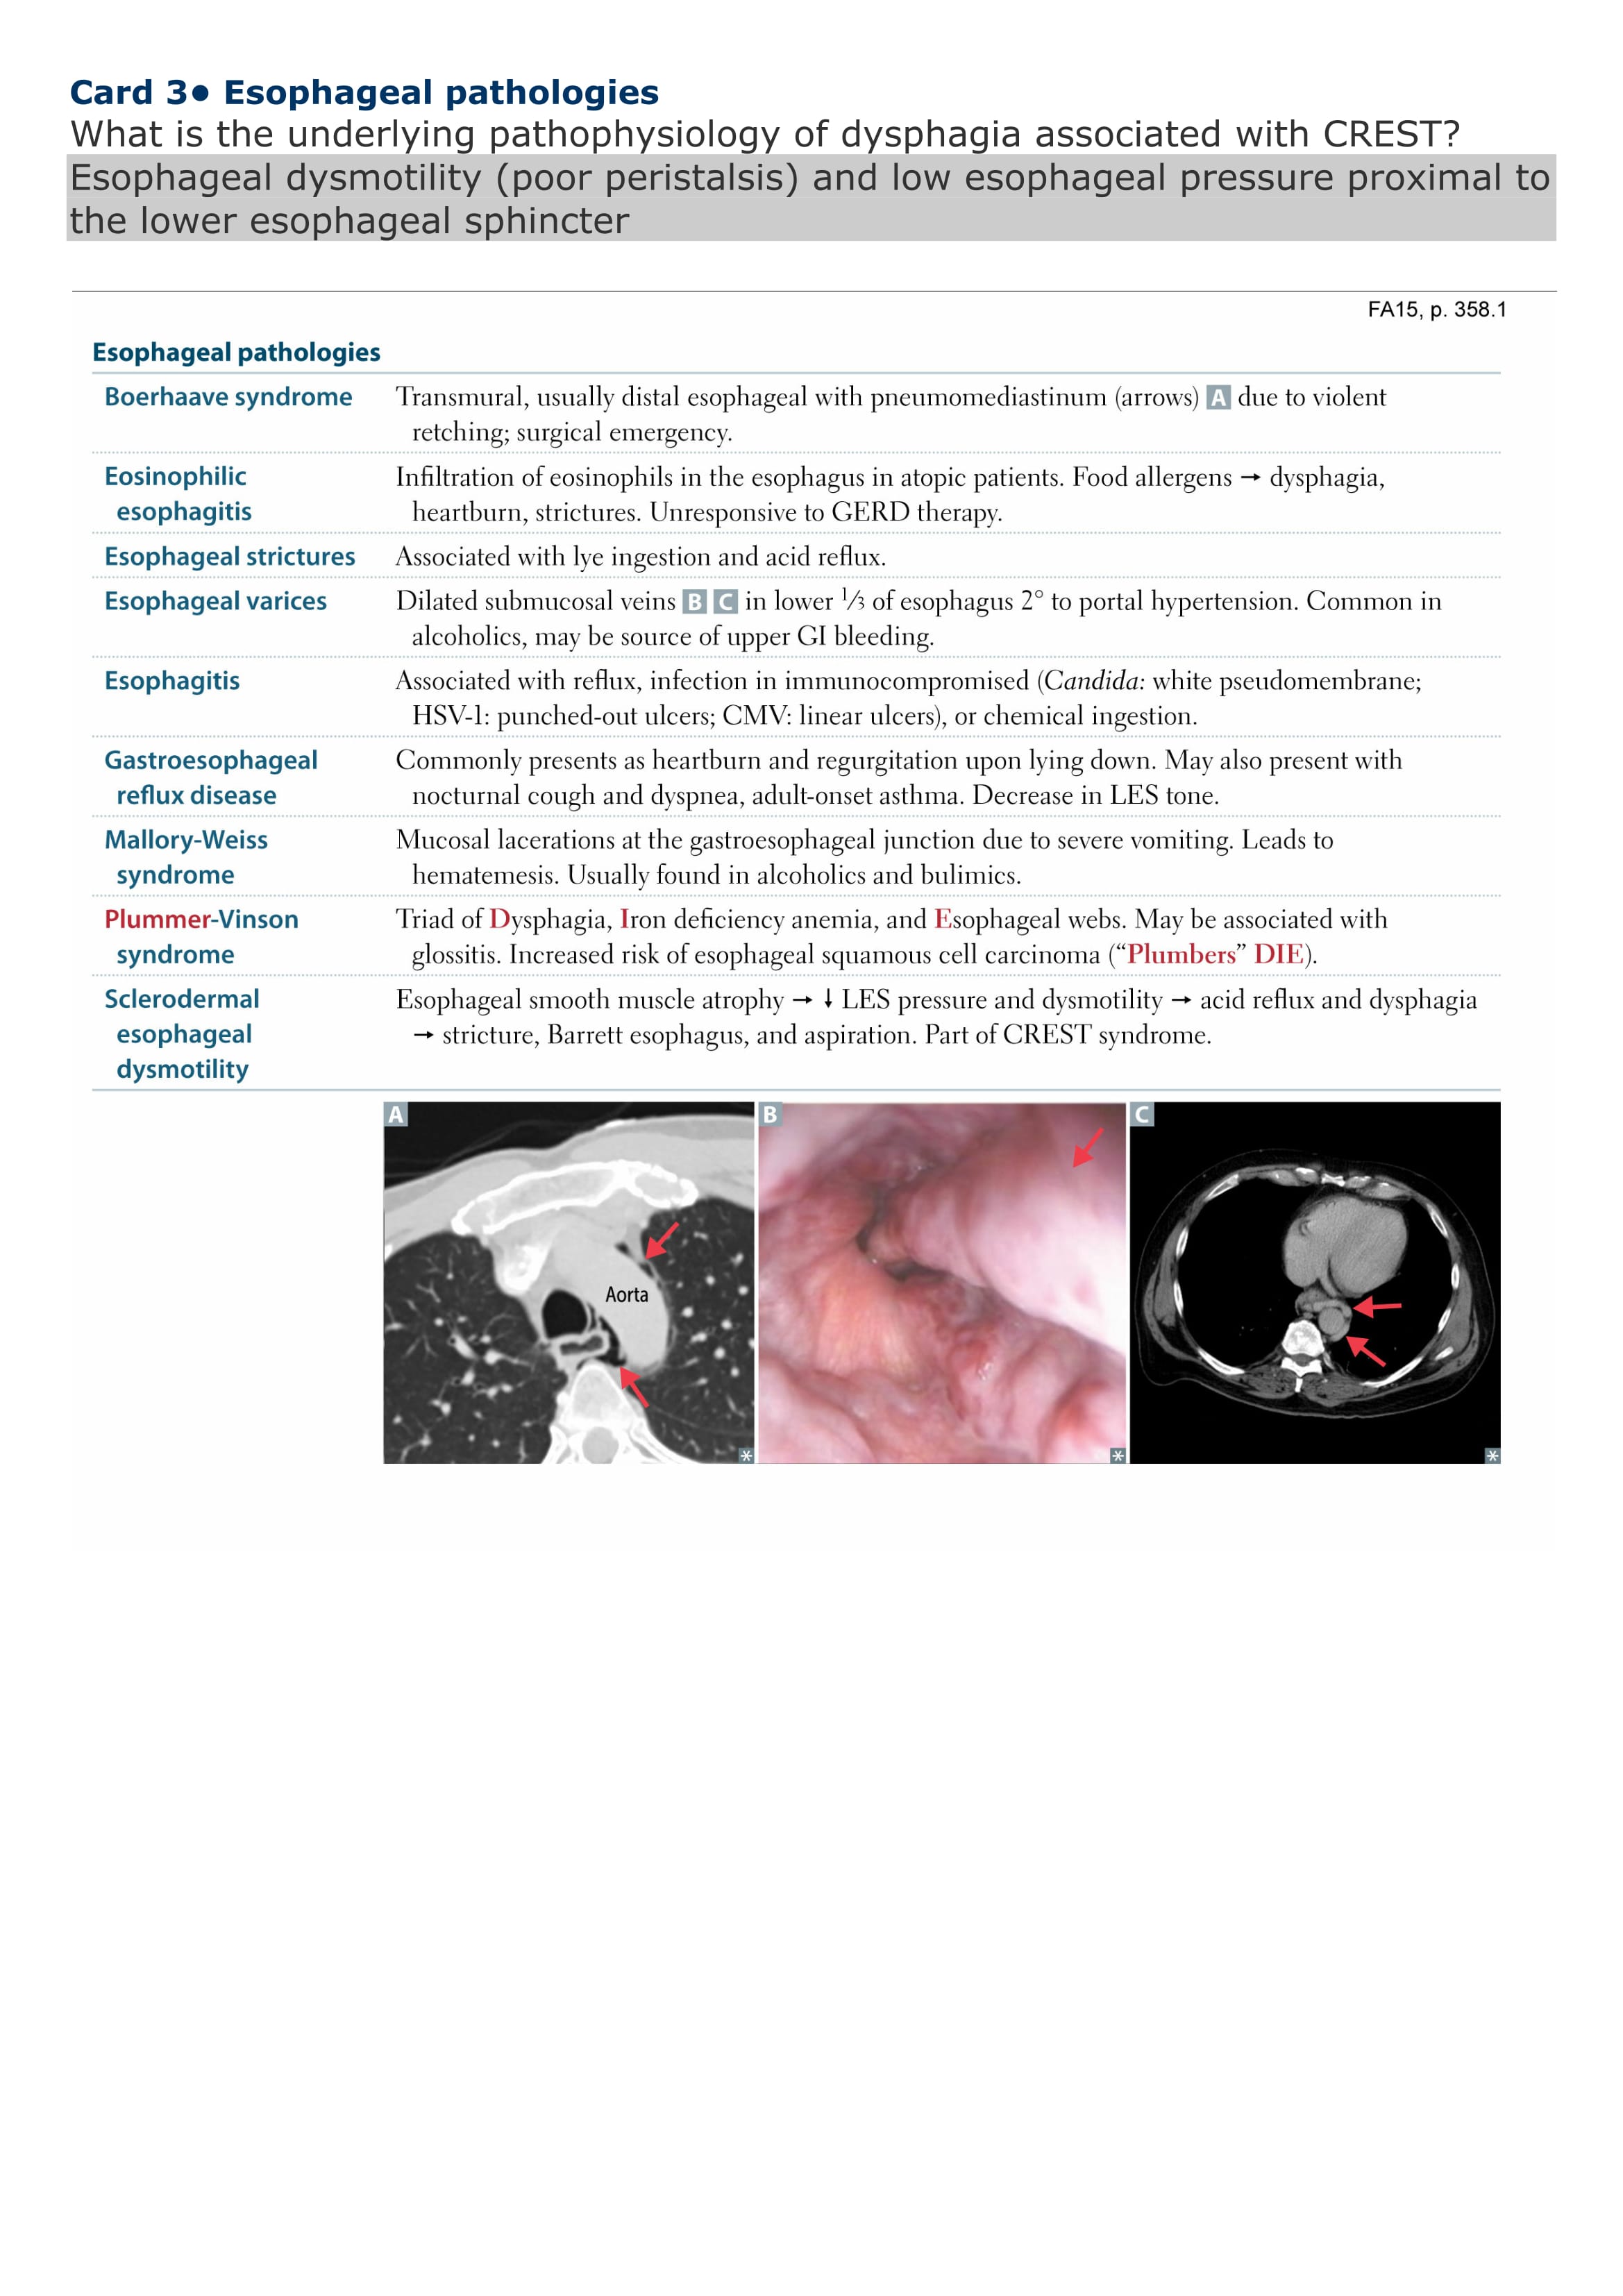 Card 3• Esophageal pathologies
What is the underlying pathophysiology of dysphagia associated with CREST?
Esophageal dysmotility (poor peristalsis) and low esophageal pressure proximal to
the lower esophageal sphincter
FA15, p. 358.1
Esophageal pathologies
Boerhaave syndrome Transmural, usually distal esophageal with pneumomediastinum (arrows) A due to violent
retching; surgical emergency.
Eosinophilic Infiltration of eosinophils in the esophagus in atopic patients. Food allergens → dysphagia,
esophagitis heartburn, strictures. Unresponsive to GERD therapy.
Esophageal strictures Associated with lye ingestion and acid reflux.
Esophageal varices Dilated submucosal veins B C in lower 1/3 of esophagus 2° to portal hypertension. Common in
alcoholics, may be source of upper GI bleeding.
Esophagitis Associated with reflux, infection in immunocompromised (Candida: white pseudomembrane;
HSV-1: punched-out ulcers; CMV: linear ulcers), or chemical ingestion.
Gastroesophageal Commonly presents as heartburn and regurgitation upon lying down. May also present with
reflux disease nocturnal cough and dyspnea, adult-onset asthma. Decrease in LES tone.
Mallory-Weiss Mucosal lacerations at the gastroesophageal junction due to severe vomiting. Leads to
syndrome hematemesis. Usually found in alcoholics and bulimics.
Plummer-Vinson Triad of Dysphagia, Iron deficiency anemia, and Esophageal webs. May be associated with
syndrome glossitis. Increased risk of esophageal squamous cell carcinoma (“Plumbers” DIE).
Sclerodermal Esophageal smooth muscle atrophy → ↓ LES pressure and dysmotility → acid reflux and dysphagia
esophageal → stricture, Barrett esophagus, and aspiration. Part of CREST syndrome.
dysmotility
A B C
Aorta
* * *